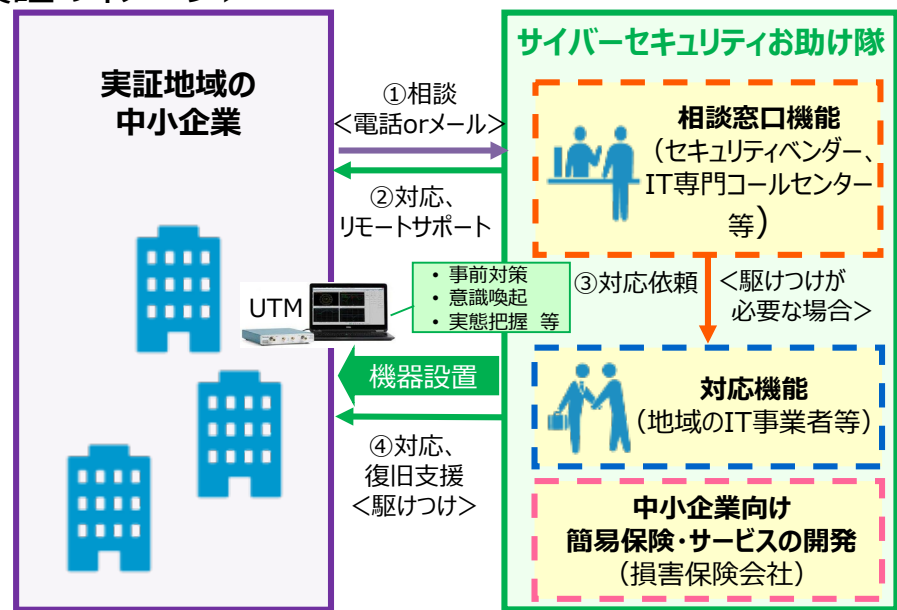 実証地域の
中小企業
①相談
<電話orメール>
②対応、
リモートサポート
UTM
・ 事前対策
・ 意識喚起
・ 実態把握 等
機器設置
④対応、
復旧支援
<駆けつけ>
サイバーセキュリティお助け隊
相談窓口機能
（セキュリティベンダー、
IT専門コールセンター
等）
③対応依頼
<駆けつけが
必要な場合>
対応機能
（地域のIT事業者等）
中小企業向け
簡易保険・サービスの開発
（損害保険会社）